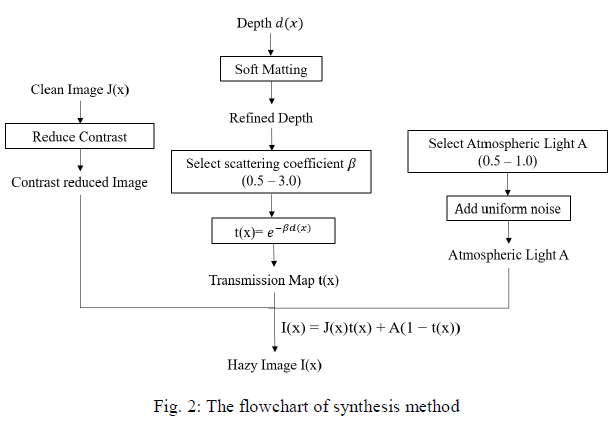 Depth d(x)
Soft Matting
Clean Image J(x)
Refined Depth
Reduce Contrast
Select Atmospheric Light A
(0.5 – 1.0)
Select scattering coefficient β
(0.5 – 3.0)
Contrast reduced Image
Add uniform noise
t(x)= e^{−βd(x)}
Atmospheric Light A
Transmission Map t(x)
I(x) = J(x)t(x) + A(1 − t(x))
Hazy Image I(x)
Fig. 2: The flowchart of synthesis method